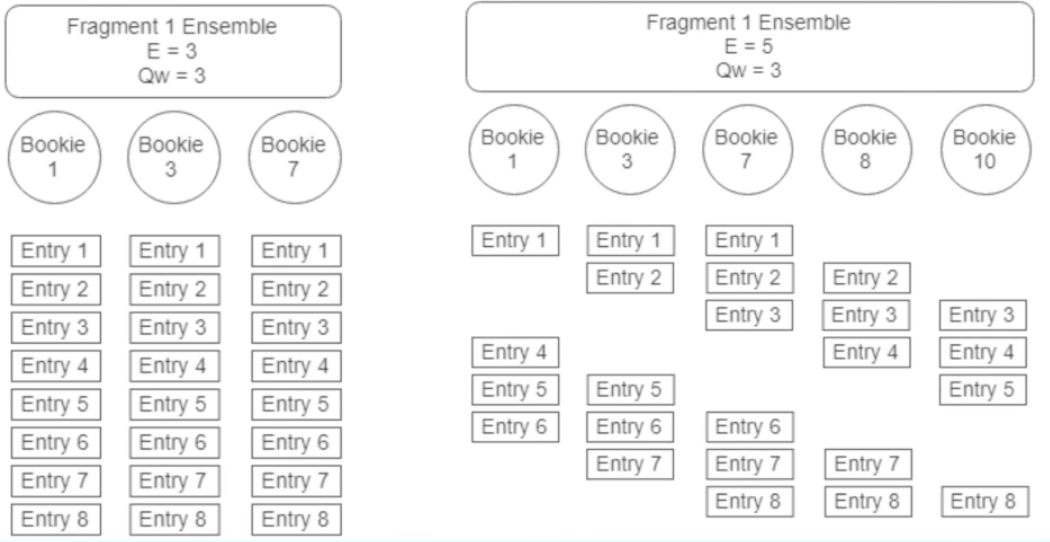 Fragment 1 Ensemble
E = 3
Qw = 3
Bookie
1
Bookie
3
Bookie
7
Entry 1 Entry 1 Entry 1
Entry 2 Entry 2 Entry 2
Entry 3 Entry 3 Entry 3
Entry 4 Entry 4 Entry 4
Entry 5 Entry 5 Entry 5
Entry 6 Entry 6 Entry 6
Entry 7 Entry 7 Entry 7
Entry 8 Entry 8 Entry 8
Fragment 1 Ensemble
E = 5
Qw = 3
Bookie
1
Bookie
3
Bookie
7
Bookie
8
Bookie
10
Entry 1 Entry 1 Entry 1
Entry 2 Entry 2 Entry 2
Entry 3 Entry 3 Entry 3
Entry 4 Entry 4 Entry 4
Entry 5 Entry 5 Entry 5
Entry 6 Entry 6 Entry 6
Entry 7 Entry 7 Entry 7
Entry 8 Entry 8 Entry 8